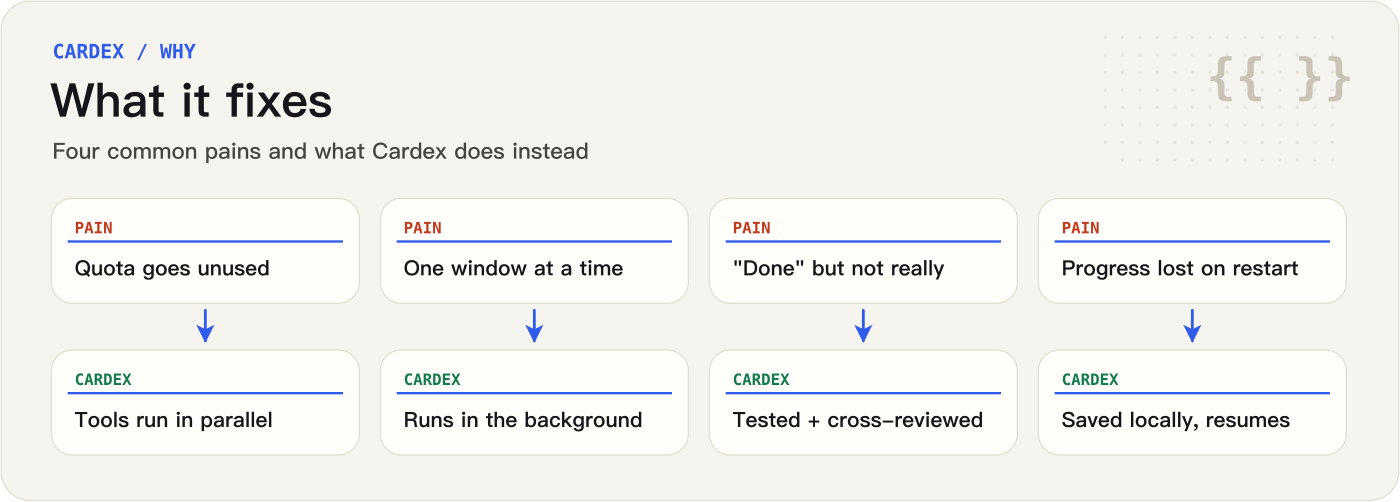 CARDEX / WHY
{{ }}
What it fixes
Four common pains and what Cardex does instead
PAIN
Quota goes unused
PAIN
One window at a time
PAIN
"Done" but not really
PAIN
Progress lost on restart
CARDEX
Tools run in parallel
CARDEX
Runs in the background
CARDEX
Tested + cross–reviewed
CARDEX
Saved locally, resumes